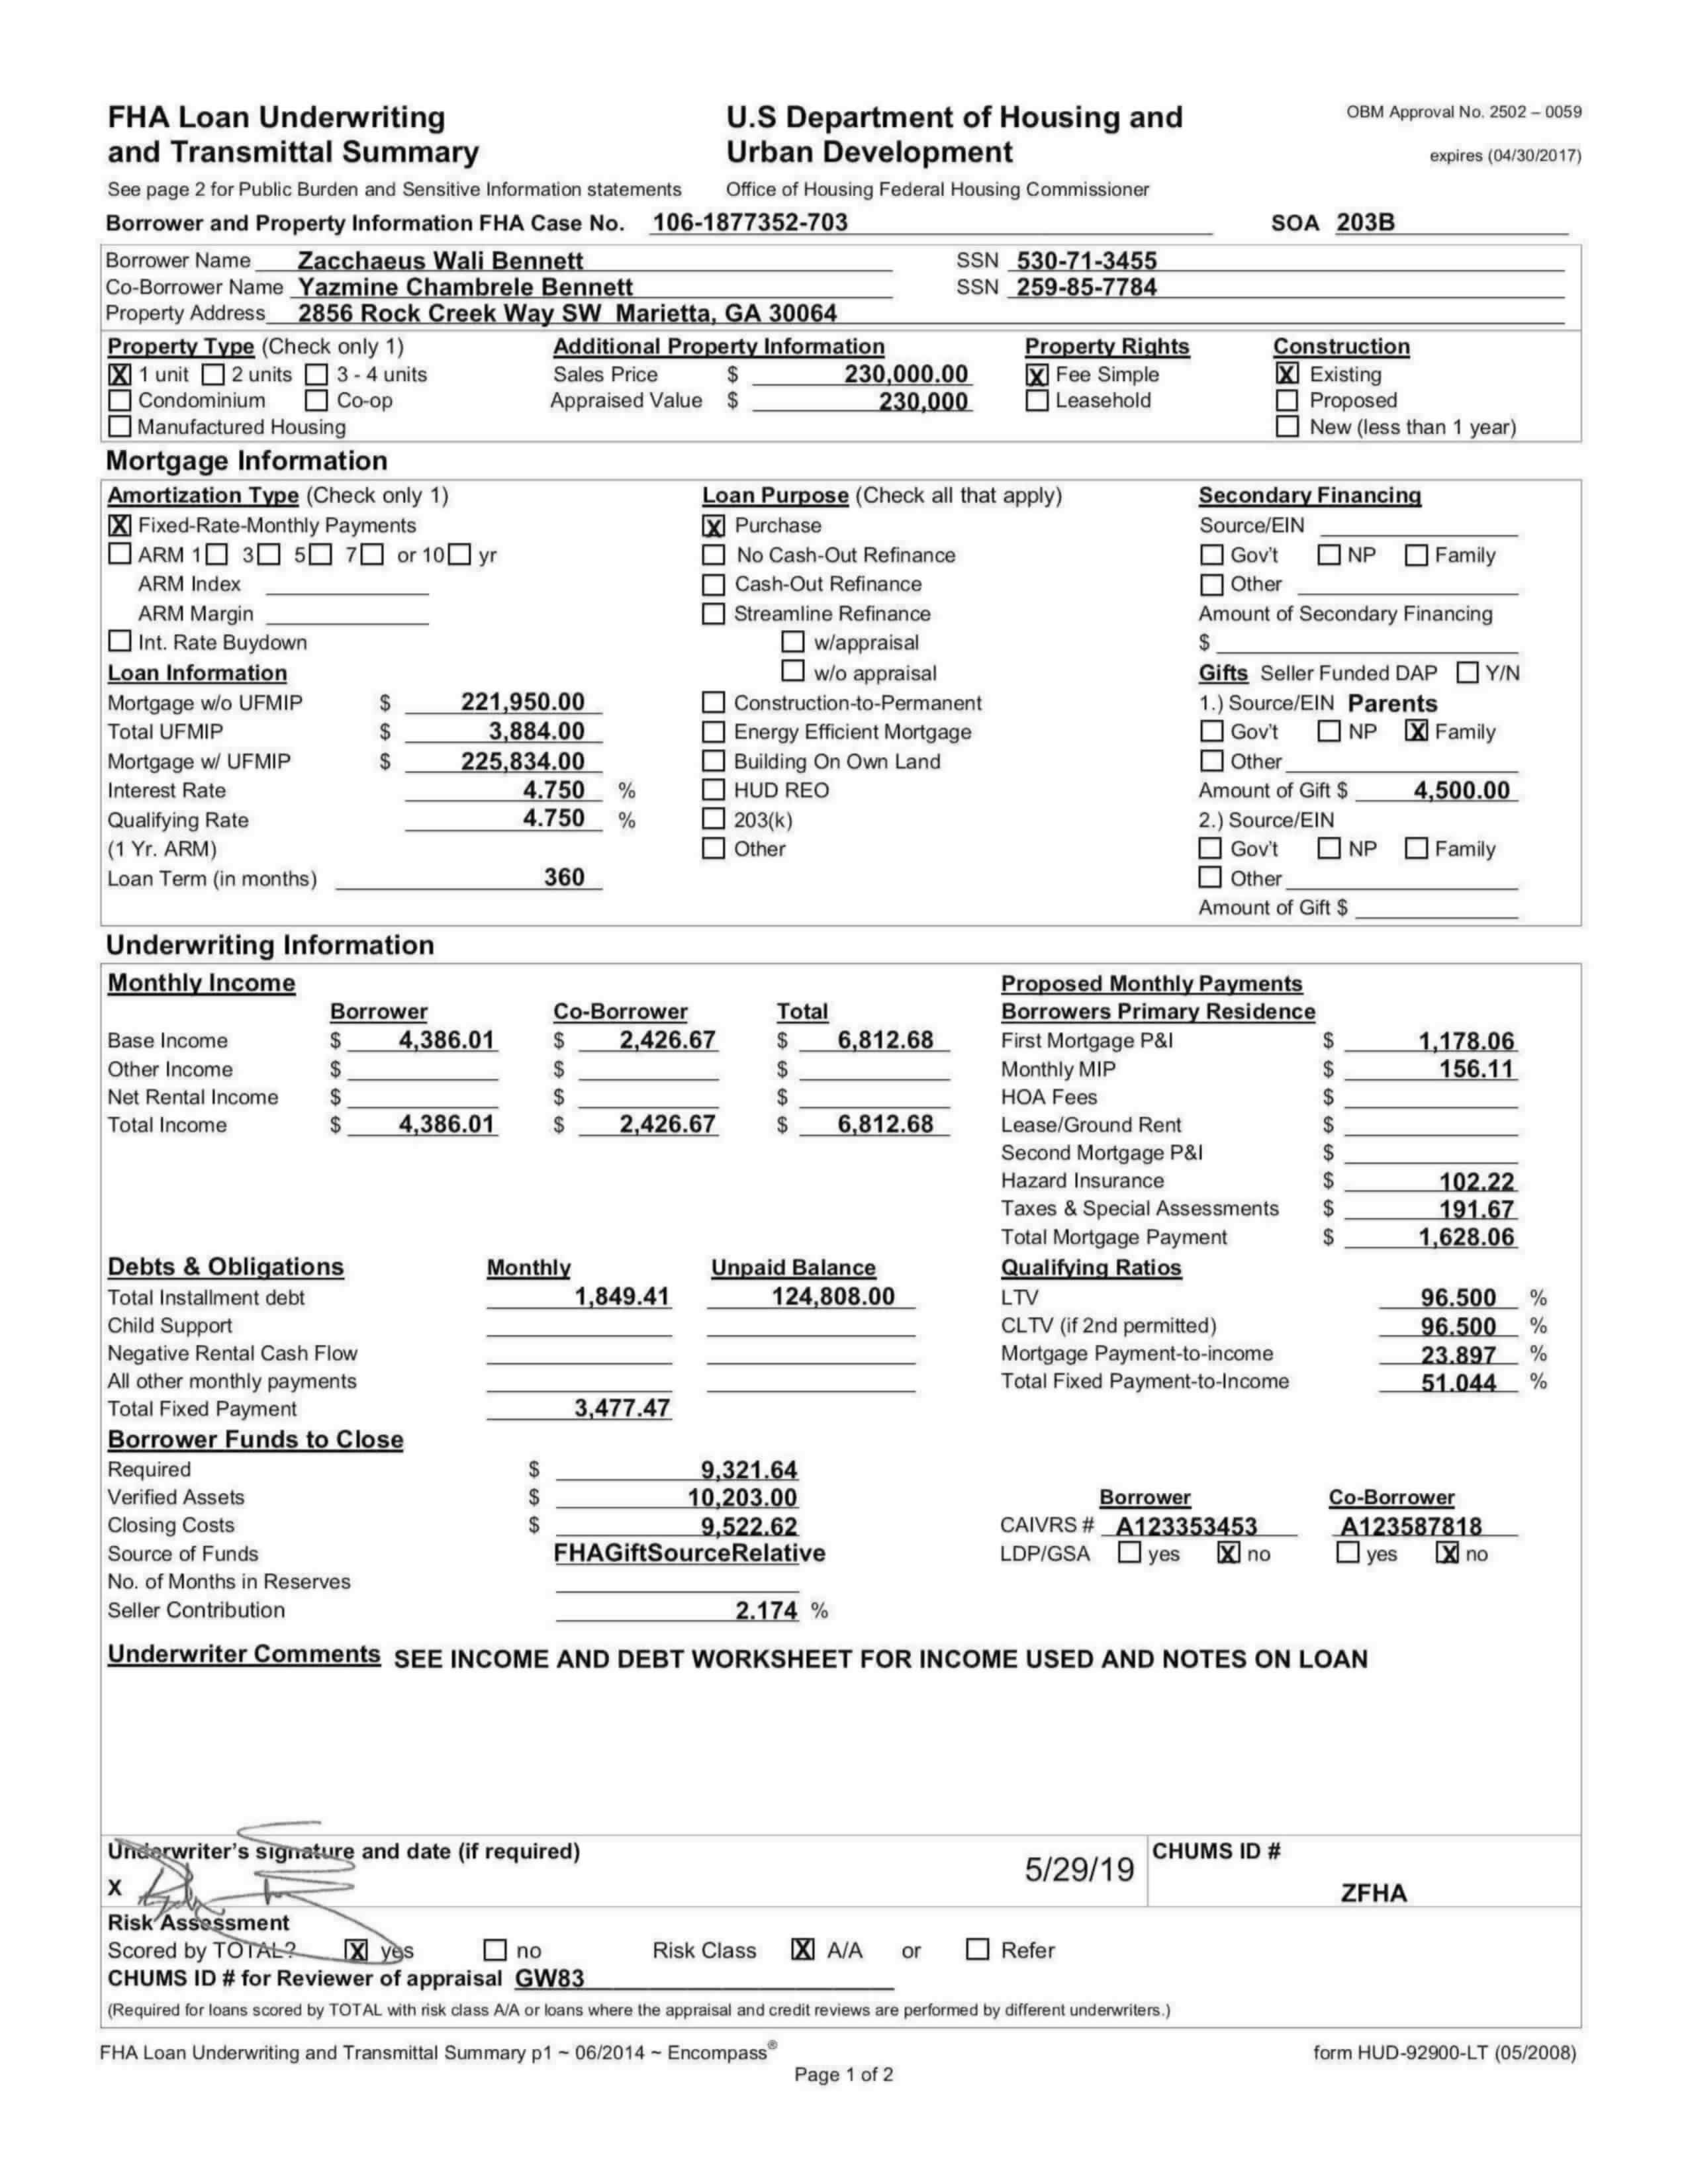 FHA Loan Underwriting and Transmittal Summary
U.S Department of Housing and Urban Development
OBM Approval No. 2502 – 0059
expires (04/30/2017)
See page 2 for Public Burden and Sensitive Information statements
Office of Housing Federal Housing Commissioner
Borrower and Property Information FHA Case No. 106-1877352-703 SOA 203B
Borrower Name Zacchaeus Wali Bennett SSN 530-71-3455
Co-Borrower Name Yazmine Chambrele Bennett SSN 259-85-7784
Property Address 2856 Rock Creek Way SW Marietta, GA 30064
Property Type (Check only 1)
X 1 unit 2 units 3 - 4 units
Condominium Co-op
Manufactured Housing
Additional Property Information
Sales Price $ 230,000.00
Appraised Value $ 230,000
Property Rights
X Fee Simple
Leasehold
Construction
X Existing
Proposed
New (less than 1 year)
Mortgage Information
Amortization Type (Check only 1)
X Fixed-Rate-Monthly Payments
ARM 1 3 5 7 or 10 yr
ARM Index
ARM Margin
Int. Rate Buydown
Loan Information
Mortgage w/o UFMIP $ 221,950.00
Total UFMIP $ 3,884.00
Mortgage w/ UFMIP $ 225,834.00
Interest Rate 4.750 %
Qualifying Rate 4.750 %
(1 Yr. ARM)
Loan Term (in months) 360
Loan Purpose (Check all that apply)
X Purchase
No Cash-Out Refinance
Cash-Out Refinance
Streamline Refinance
w/appraisal
w/o appraisal
Construction-to-Permanent
Energy Efficient Mortgage
Building On Own Land
HUD REO
203(k)
Other
Secondary Financing
Source/EIN
Gov't NP Family
Other
Amount of Secondary Financing
$
Gifts Seller Funded DAP Y/N
1.) Source/EIN Parents
Gov't NP X Family
Other
Amount of Gift $ 4,500.00
2.) Source/EIN
Gov't NP Family
Other
Amount of Gift $
Underwriting Information
Monthly Income
Borrower Co-Borrower Total
Base Income $ 4,386.01 $ 2,426.67 $ 6,812.68
Other Income $ $ $
Net Rental Income $ $ $
Total Income $ 4,386.01 $ 2,426.67 $ 6,812.68
Proposed Monthly Payments
Borrowers Primary Residence
First Mortgage P&I $ 1,178.06
Monthly MIP $ 156.11
HOA Fees $
Lease/Ground Rent $
Second Mortgage P&I $
Hazard Insurance $ 102.22
Taxes & Special Assessments $ 191.67
Total Mortgage Payment $ 1,628.06
Debts & Obligations Monthly Unpaid Balance
Total Installment debt 1,849.41 124,808.00
Child Support
Negative Rental Cash Flow
All other monthly payments
Total Fixed Payment 3,477.47
Qualifying Ratios
LTV 96.500 %
CLTV (if 2nd permitted) 96.500 %
Mortgage Payment-to-income 23.897 %
Total Fixed Payment-to-Income 51.044 %
Borrower Funds to Close
Required $ 9,321.64
Verified Assets $ 10,203.00
Closing Costs $ 9,522.62
Source of Funds FHAGiftSourceRelative
No. of Months in Reserves
Seller Contribution 2.174 %
Borrower Co-Borrower
CAIVRS # A123353453 A123587818
LDP/GSA yes X no yes X no
Underwriter Comments SEE INCOME AND DEBT WORKSHEET FOR INCOME USED AND NOTES ON LOAN
Underwriter's signature and date (if required)
X
5/29/19
CHUMS ID #
ZFHA
Risk Assessment
Scored by TOTAL? X yes no Risk Class X A/A or Refer
CHUMS ID # for Reviewer of appraisal GW83
(Required for loans scored by TOTAL with risk class A/A or loans where the appraisal and credit reviews are performed by different underwriters.)
FHA Loan Underwriting and Transmittal Summary p1 ~ 06/2014 ~ Encompass®
form HUD-92900-LT (05/2008)
Page 1 of 2